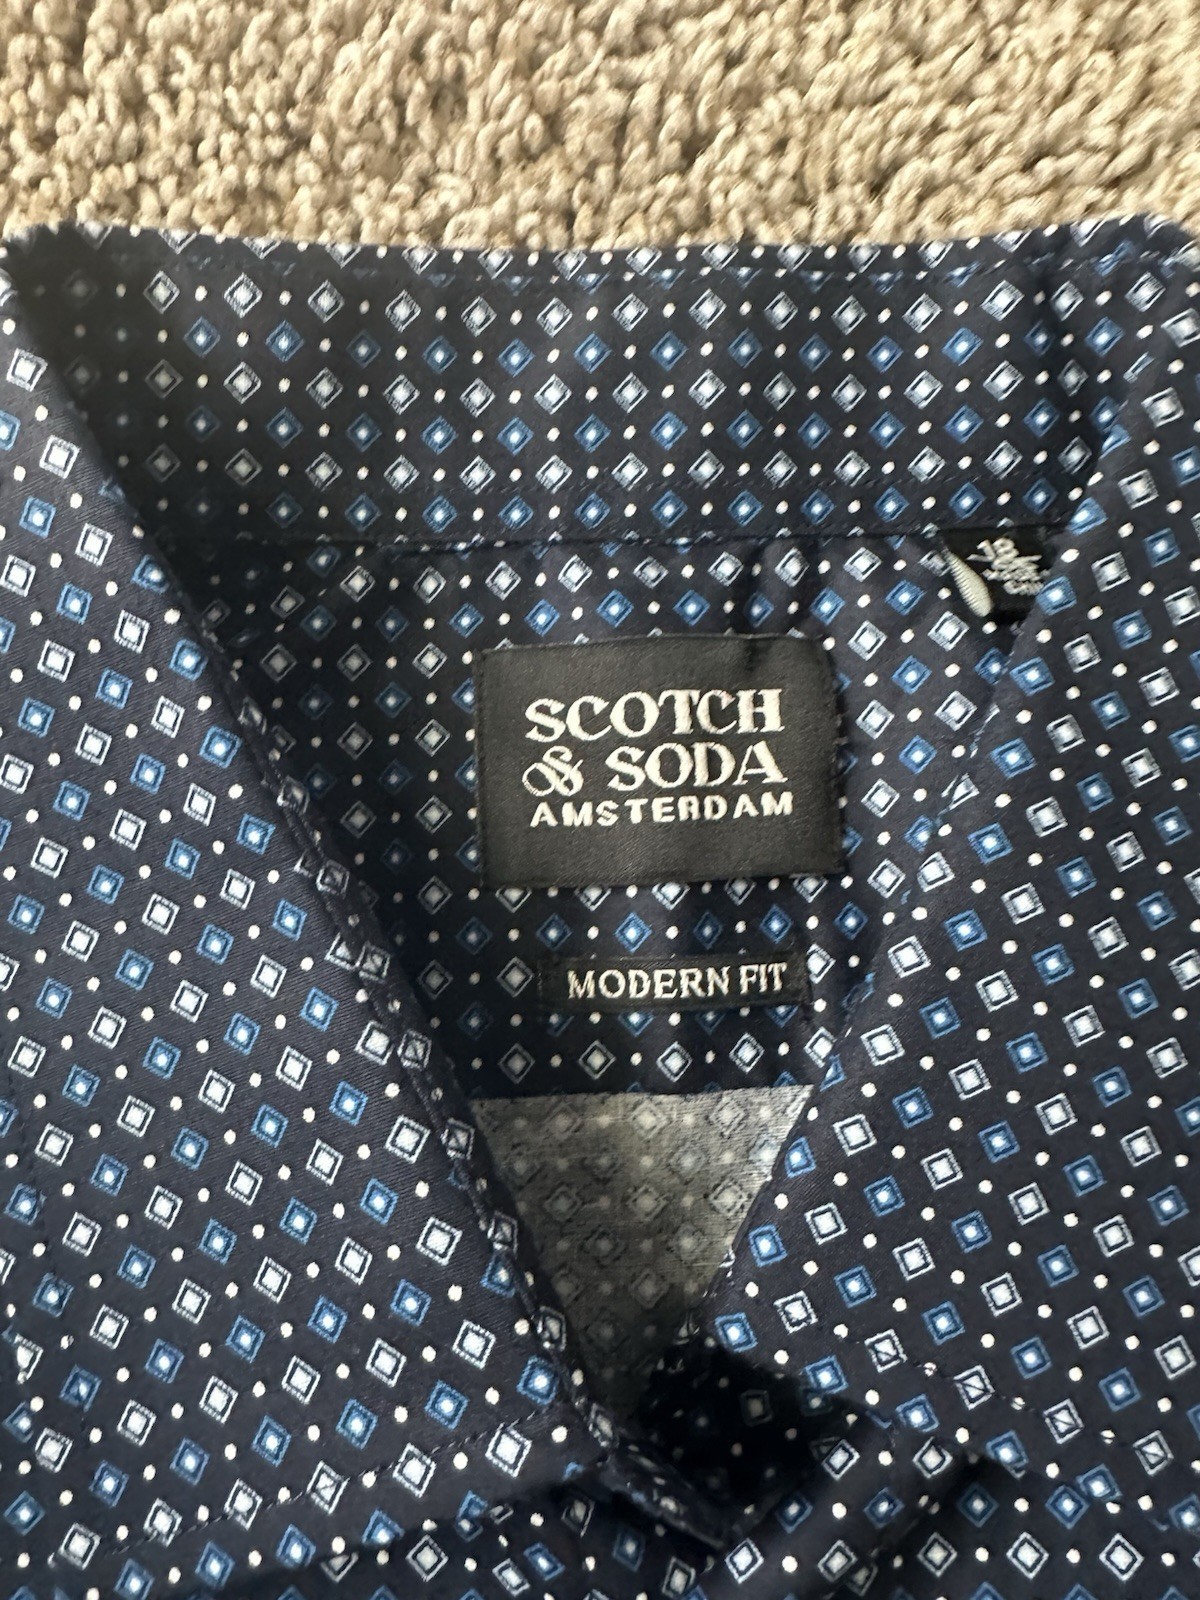 SCOTCH
& SODA
AMSTERDAM
MODERN FIT